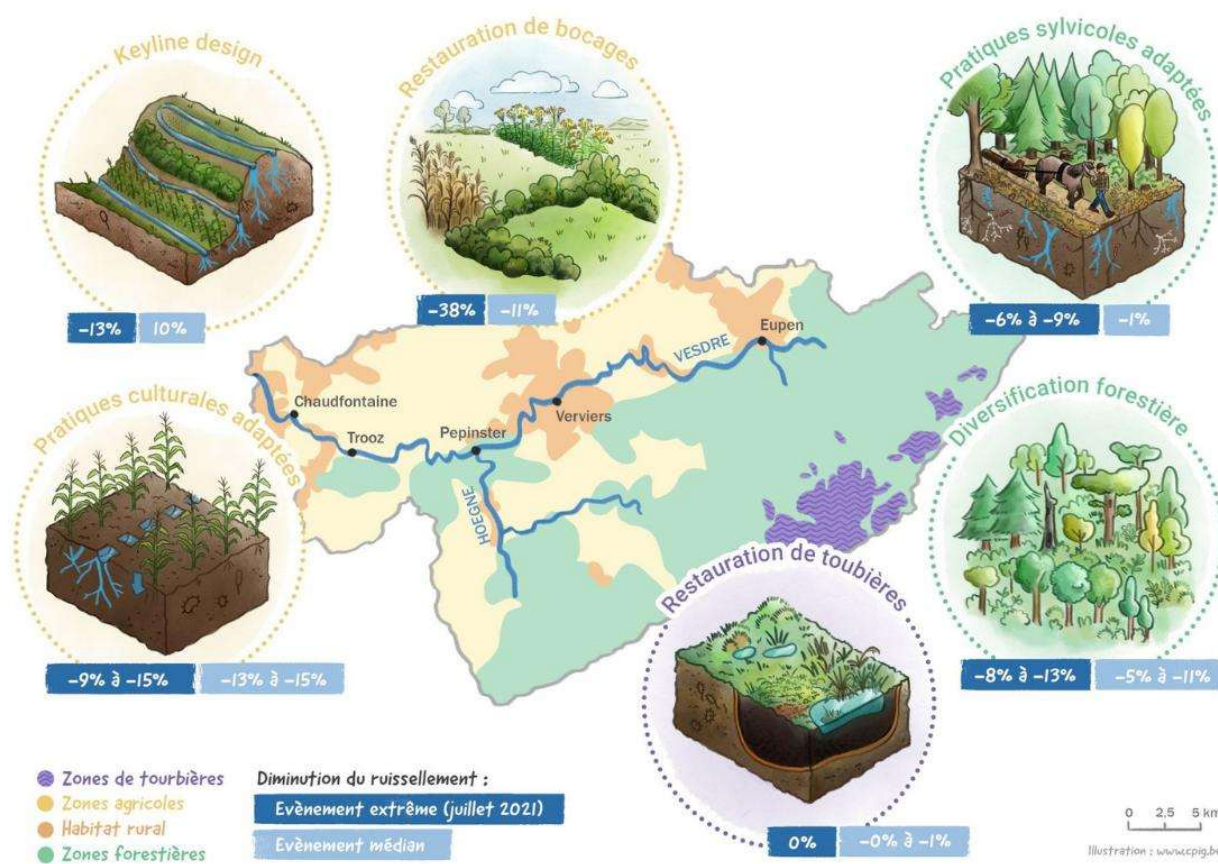 Keyline design
-13% 10%
Restauration de bocages
-38% -11%
Pratiques sylvicoles adaptées
-6% à -9% -1%
Pratiques culturales adaptées
-9% à -15% -13% à -15%
Diversification forestière
-8% à -13% -5% à -11%
Restauration de toubières
0% -0% à -1%
Eupen
VESDRE
Chaudfontaine
Verviers
Pepinster
Trooz
HOEGNE
Zones de tourbières
Zones agricoles
Habitat rural
Zones forestières
Diminution du ruissellement :
Evènement extrême (juillet 2021)
Evènement médian
0 2,5 5 km
Illustration : www.cpig.be